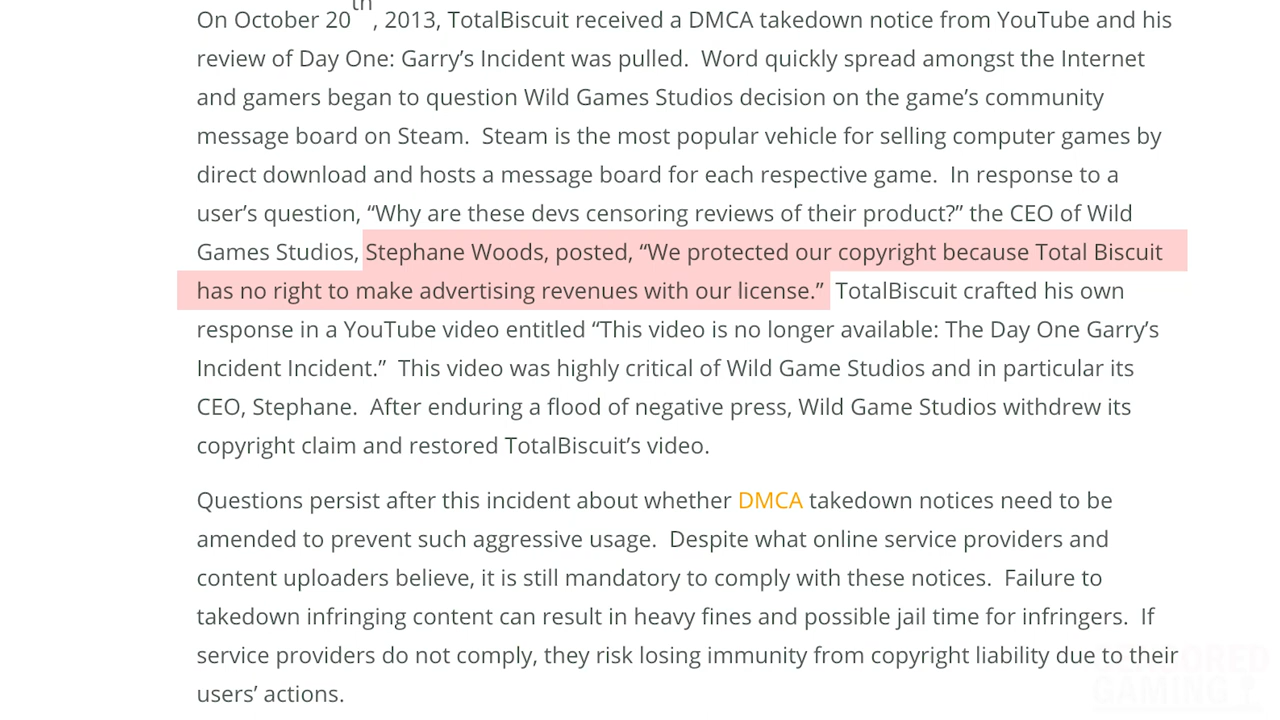 On October 20th, 2013, TotalBiscuit received a DMCA takedown notice from YouTube and his
review of Day One: Garry’s Incident was pulled.  Word quickly spread amongst the Internet
and gamers began to question Wild Games Studios decision on the game’s community
message board on Steam.  Steam is the most popular vehicle for selling computer games by
direct download and hosts a message board for each respective game.  In response to a
user’s question, “Why are these devs censoring reviews of their product?” the CEO of Wild
Games Studios, Stephane Woods, posted, “We protected our copyright because Total Biscuit
has no right to make advertising revenues with our license.”  TotalBiscuit crafted his own
response in a YouTube video entitled “This video is no longer available: The Day One Garry’s
Incident Incident.”  This video was highly critical of Wild Game Studios and in particular its
CEO, Stephane.  After enduring a flood of negative press, Wild Game Studios withdrew its
copyright claim and restored TotalBiscuit’s video.
Questions persist after this incident about whether DMCA takedown notices need to be
amended to prevent such aggressive usage.  Despite what online service providers and
content uploaders believe, it is still mandatory to comply with these notices.  Failure to
takedown infringing content can result in heavy fines and possible jail time for infringers.  If
service providers do not comply, they risk losing immunity from copyright liability due to their
users’ actions.
GAMING